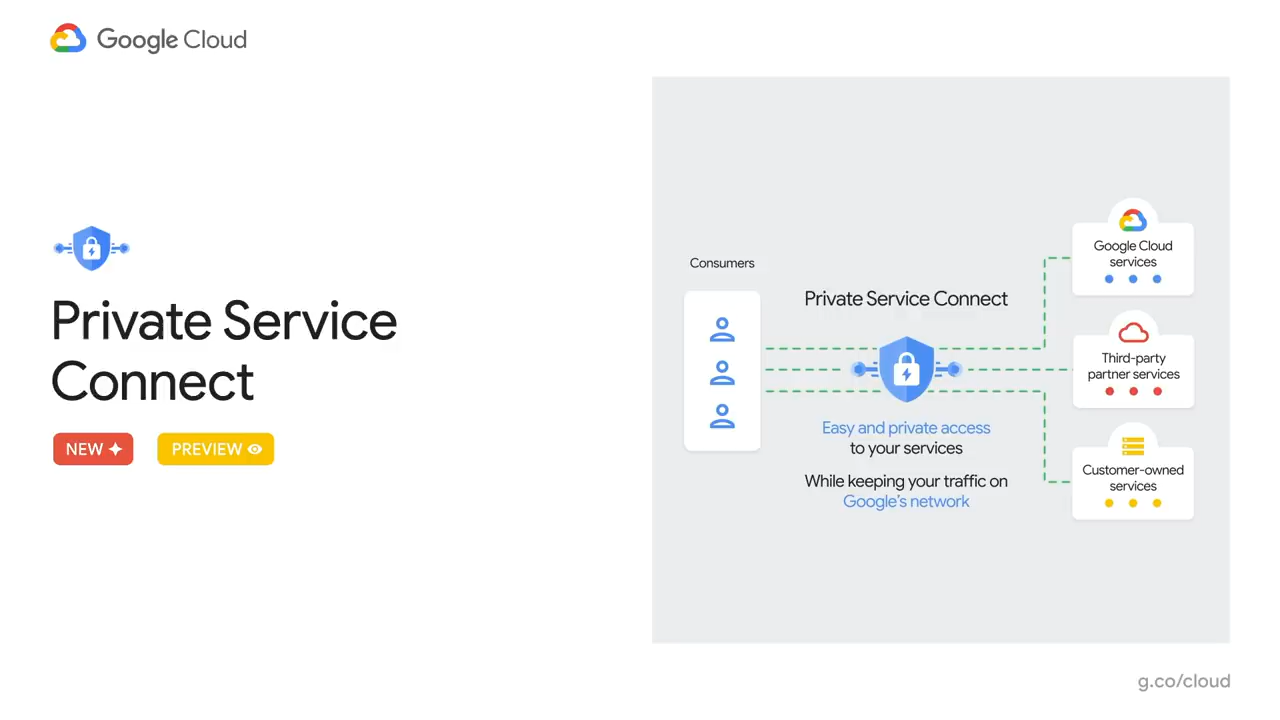 Google Cloud
Private Service
Connect
NEW
PREVIEW
Consumers
Private Service Connect
Easy and private access
to your services
While keeping your traffic on
Google's network
Google Cloud
services
Third-party
partner services
Customer-owned
services
g.co/cloud